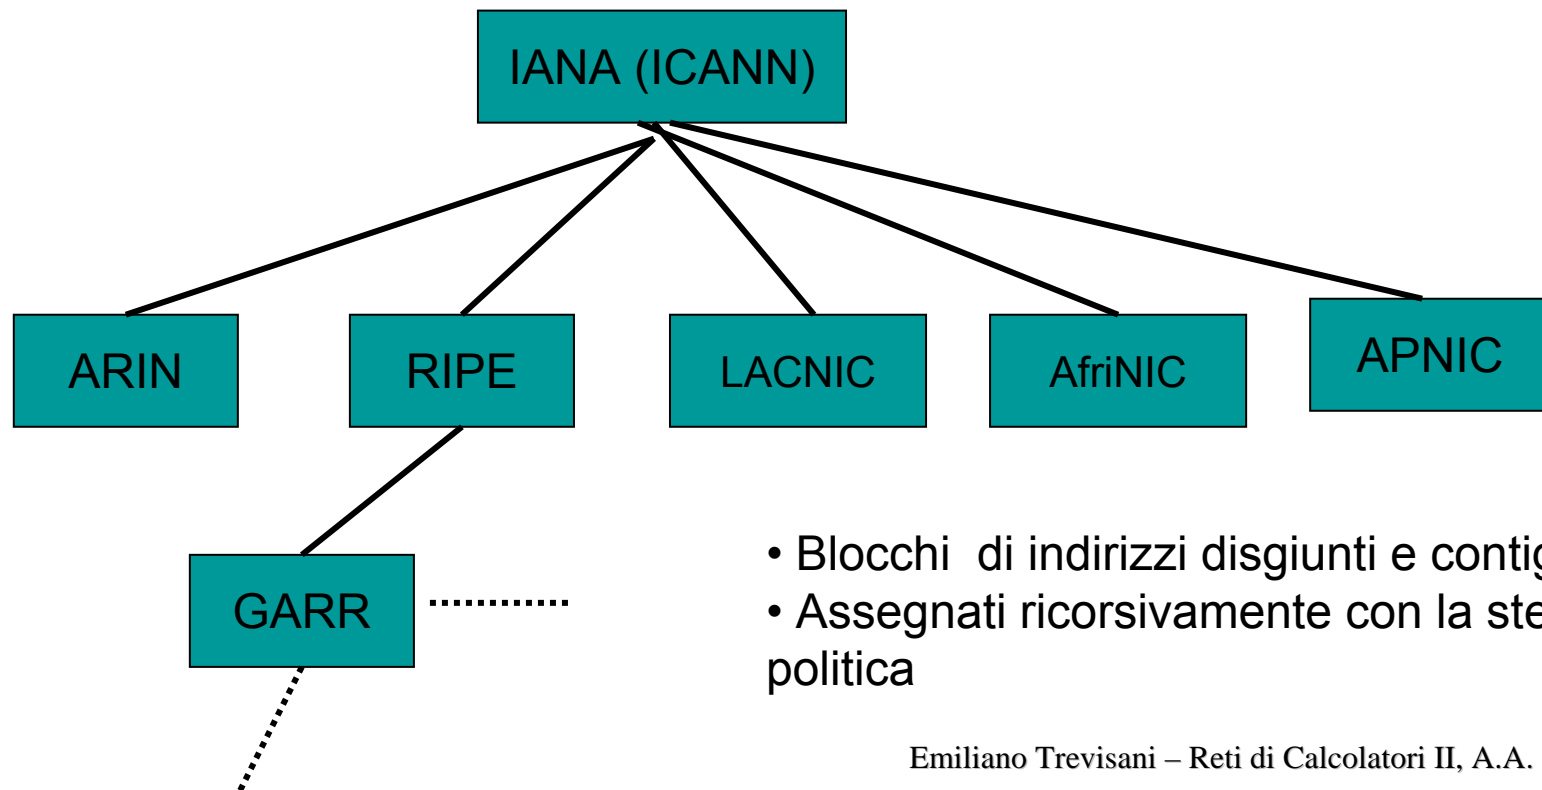 IANA (ICANN)
ARIN
RIPE
LACNIC
AfriNIC
APNIC
GARR
• Blocchi di indirizzi disgiunti e contig
• Assegnati ricorsivamente con la ste
politica
Emiliano Trevisani – Reti di Calcolatori II, A.A.